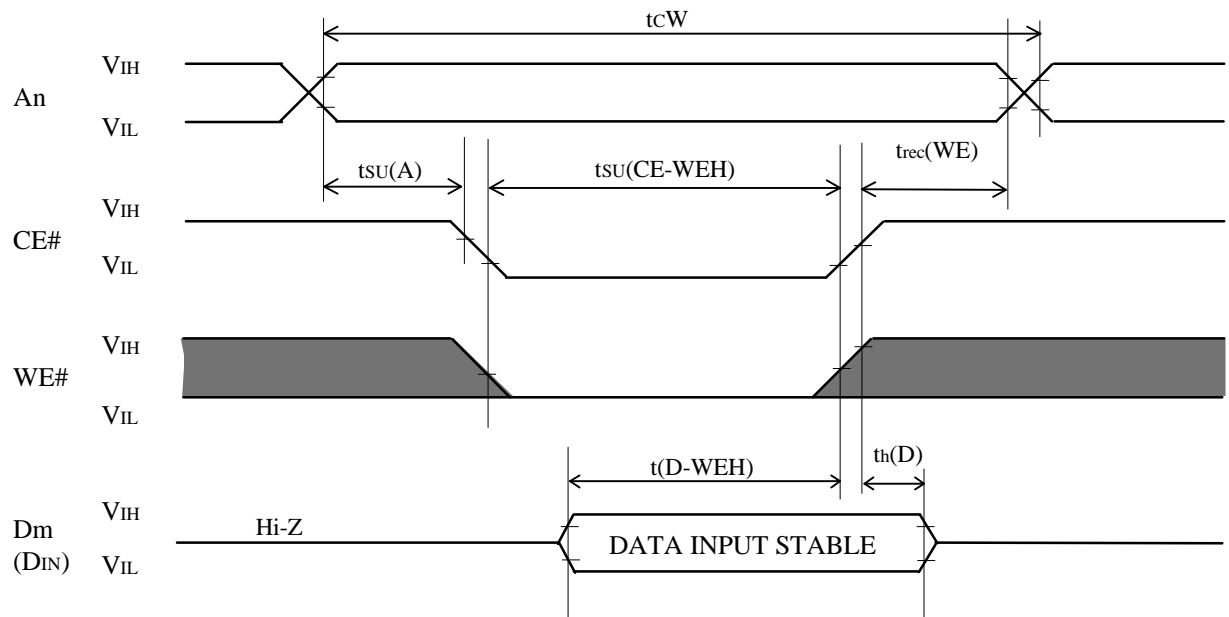 tcW
VIH
An
VIL
tSU(A)
tSU(CE-WEH)
trec(WE)
VIH
CE#
VIL
VIH
WE#
VIL
t(D-WEH)
th(D)
VIH
Hi-Z
Dm
(DIN)
DATA INPUT STABLE
VIL